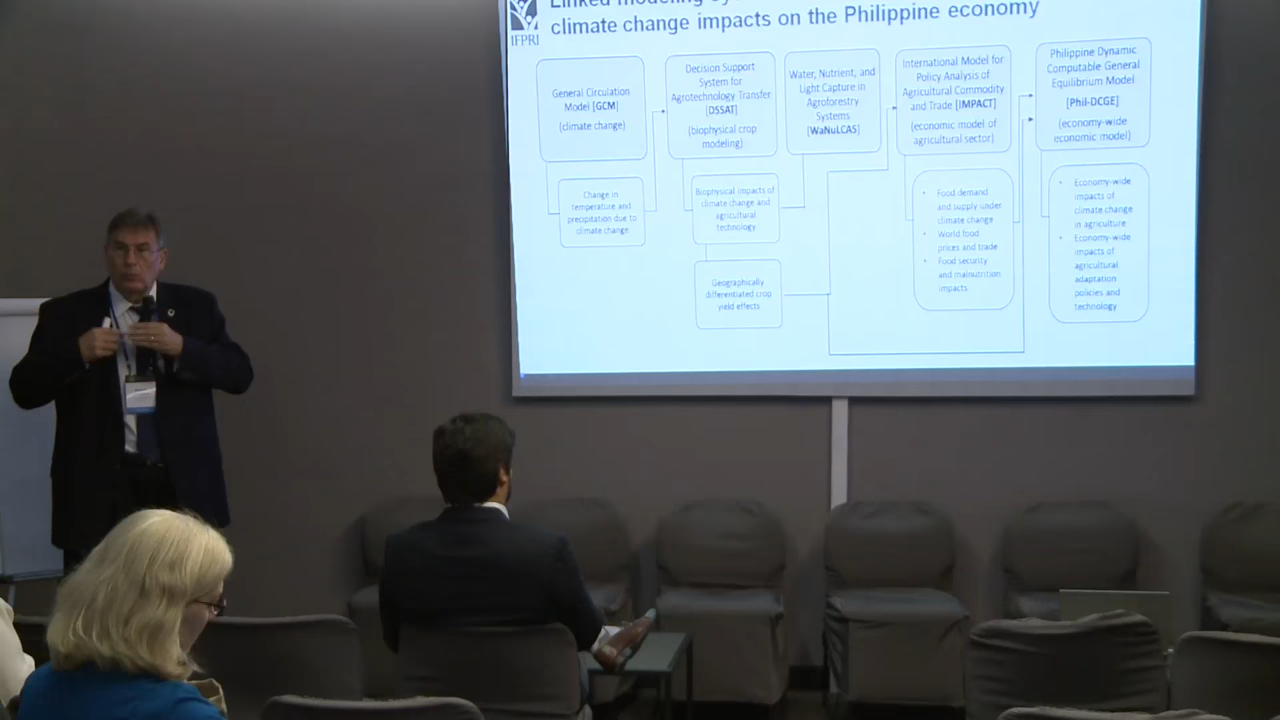 IFPRI
climate change impacts on the Philippine economy
General Circulation
Model [GCM]
(climate change)
Decision Support
System for
Agrotechnology Transfer
[DSSAT]
(biophysical crop
modeling)
Water, Nutrient, and
Light Capture in
Agroforestry
Systems
[WaNuLCAS]
International Model for
Policy Analysis of
Agricultural Commodity
and Trade [IMPACT]
(economic model of
agricultural sector)
Philippine Dynamic
Computable General
Equilibrium Model
[Phil-DCGE]
(economy-wide
economic model)
Change in
temperature and
precipitation due to
climate change
Biophysical impacts of
climate change and
agricultural
technology
Geographically
differentiated crop
yield effects
• Food demand
and supply under
climate change
• World food
prices and trade
• Food security
and malnutrition
impacts
• Economy-wide
impacts of
climate change
in agriculture
• Economy-wide
impacts of
agricultural
adaptation
policies and
technology